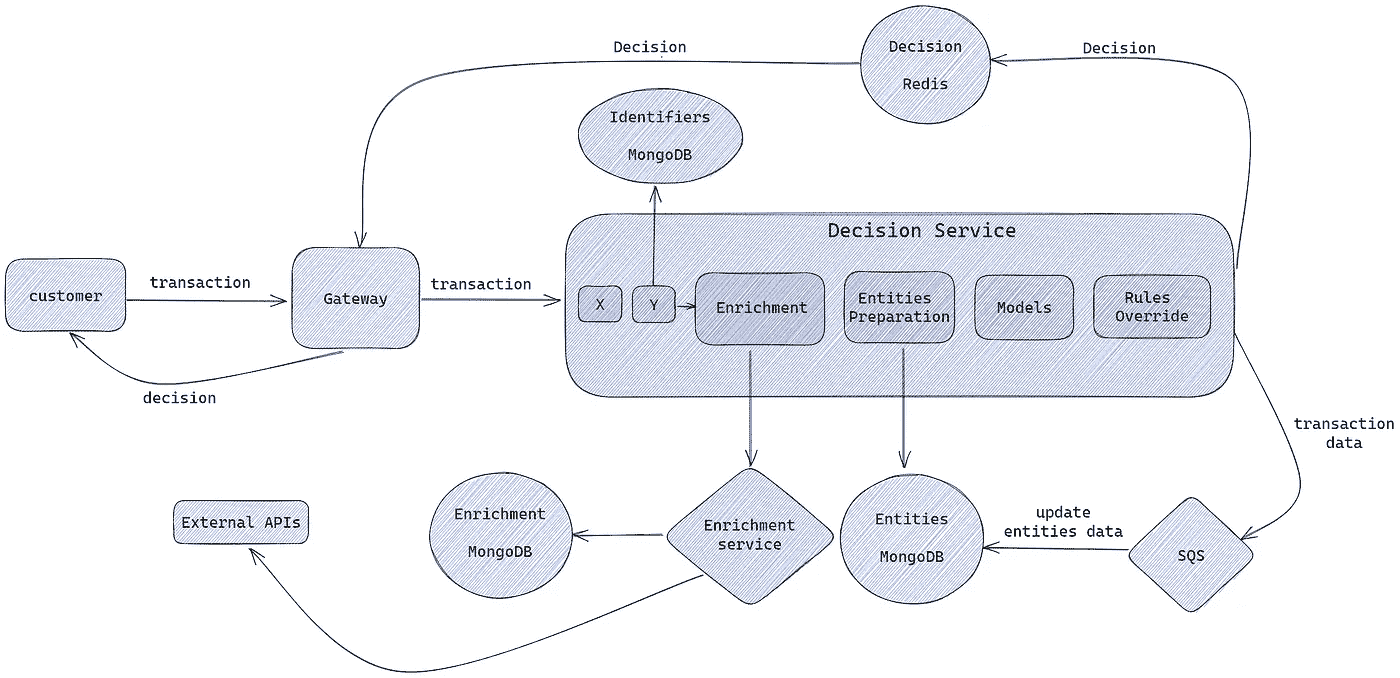 Decision
Decision
Redis
Decision
Identifiers
MongoDB
Decision Service
customer
transaction
Gateway
transaction
X
Y
Enrichment
Entities
Preparation
Models
Rules
Override
decision
transaction
data
External APIs
Enrichment
MongoDB
Enrichment
service
Entities
MongoDB
update
entities data
SQS